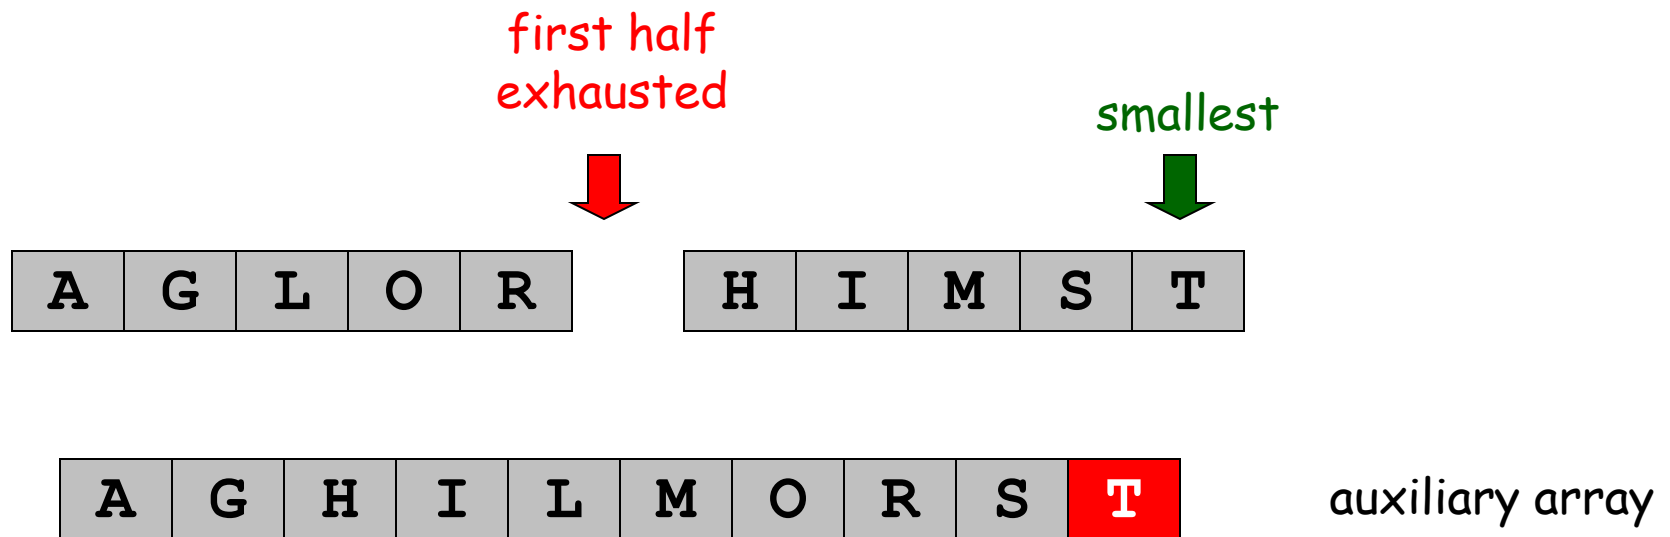 first half
exhausted
smallest
A G L O R H I M S T
A G H I L M O R S T auxiliary array